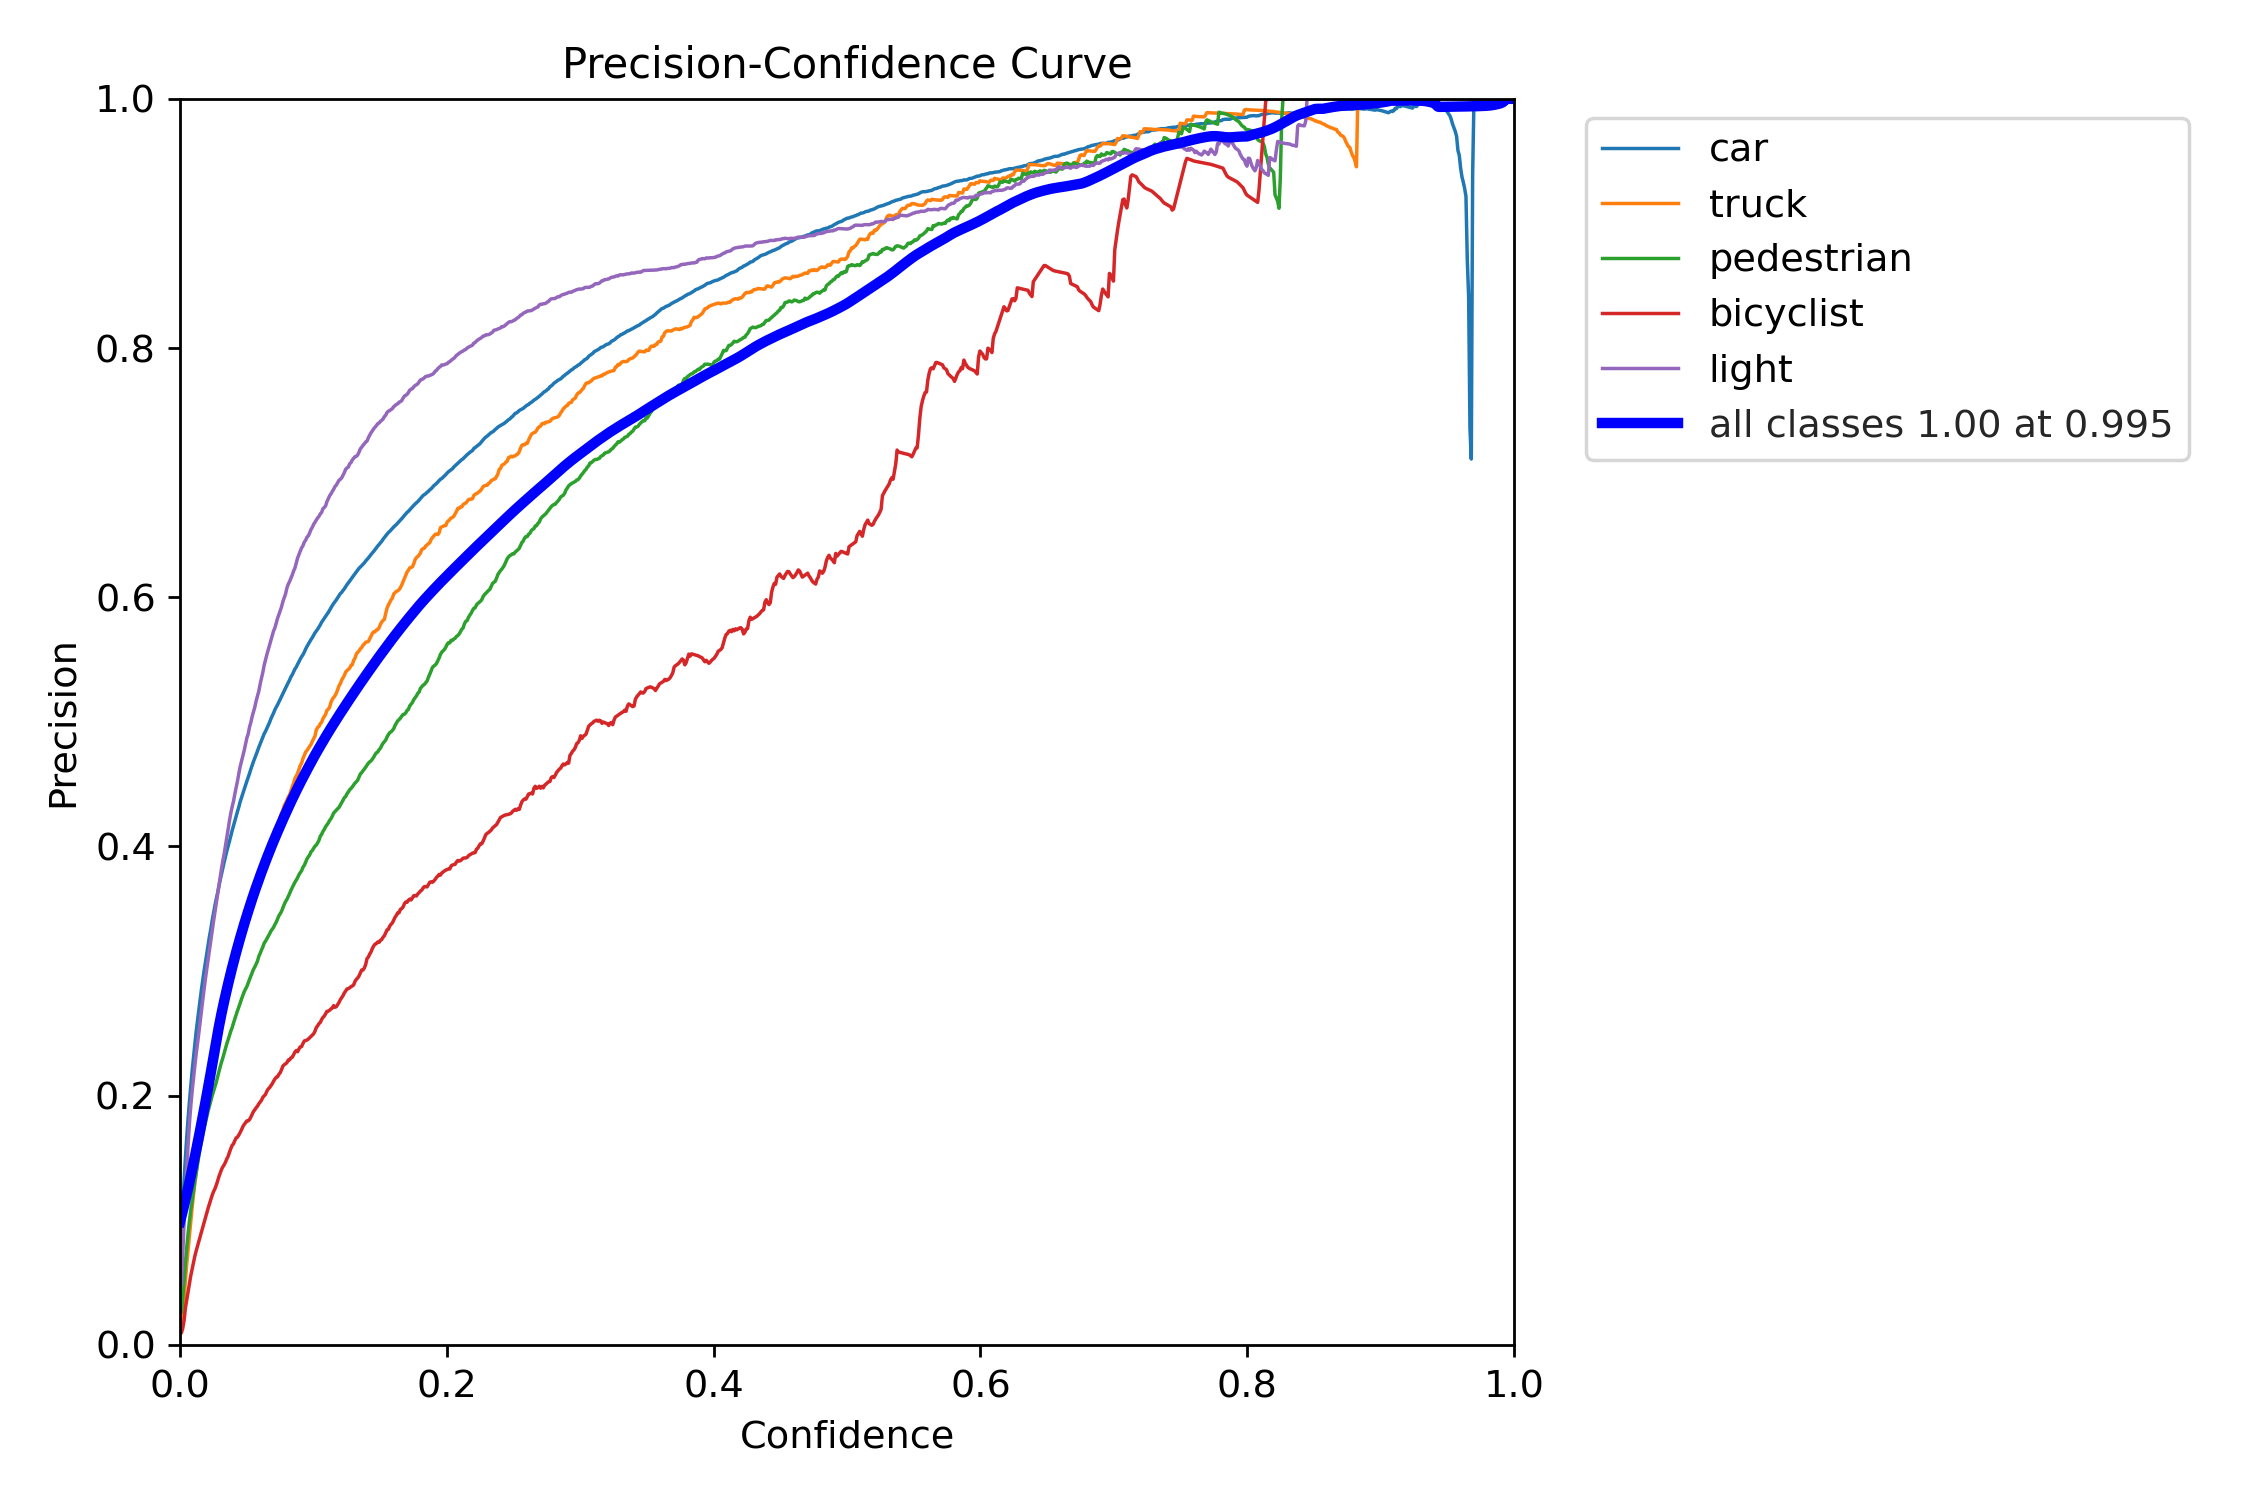 Precision-Confidence Curve
1.0
0.8
0.6
0.4
0.2
0.0
Precision
0.0 0.2 0.4 0.6 0.8 1.0
Confidence
car
truck
pedestrian
bicyclist
light
all classes 1.00 at 0.995